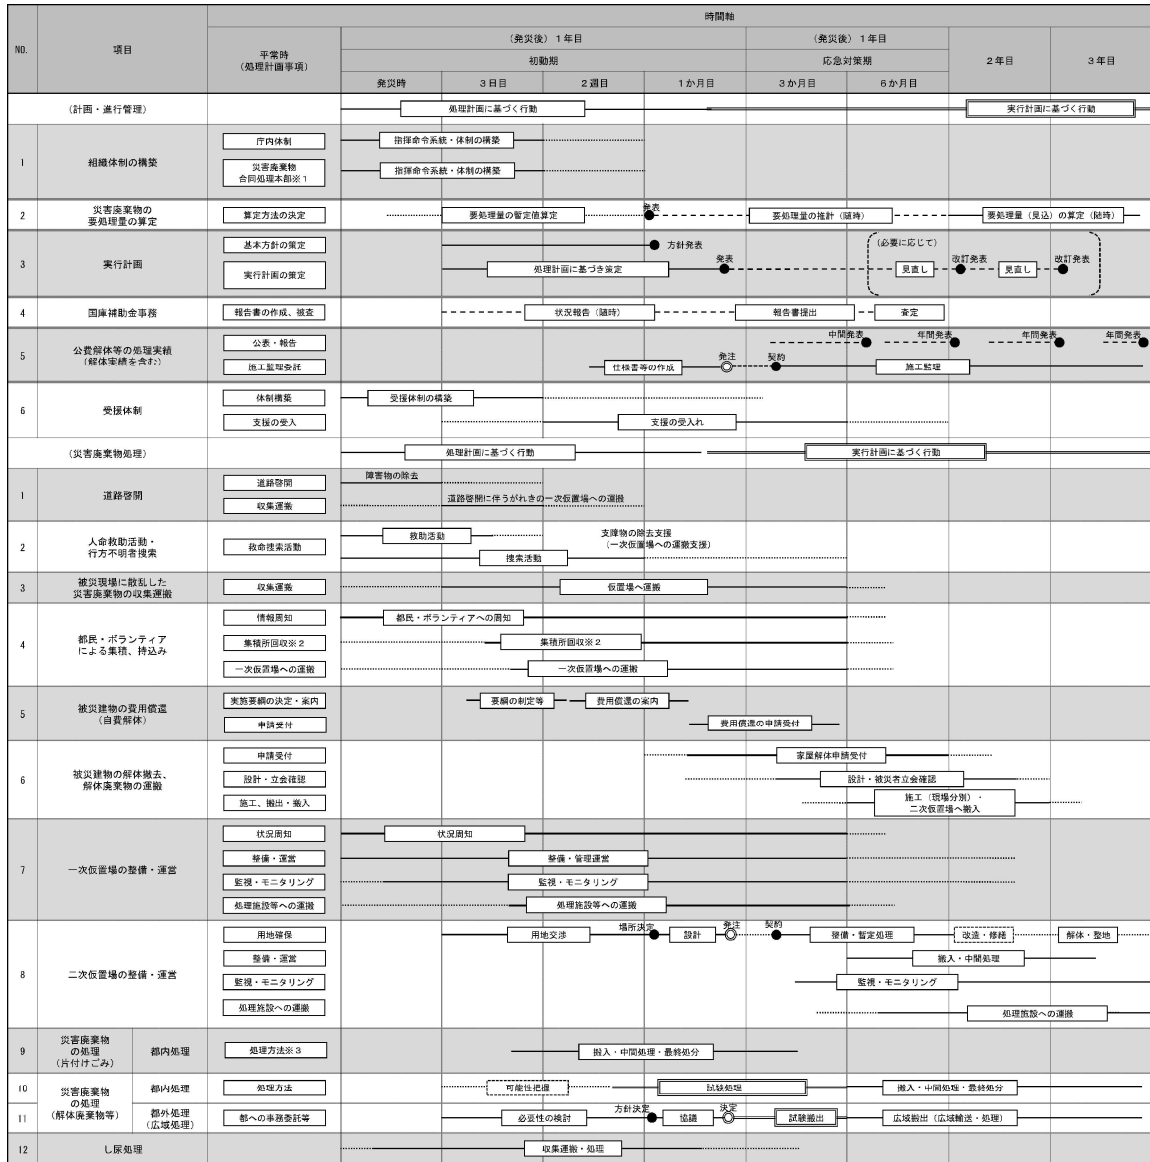 時間軸
NO.
項目
平常時
(処理計画事項)
(発災後) 1年目
(発災後) 1年目
2年目
3年目
初動期
応急対策期
発災時
3日目
2週目
1か月目
3か月目
6か月目
(計画・進行管理)
処理計画に基づく行動
実行計画に基づく行動
1
組織体制の構築
庁内体制
指揮命令系統・体制の構築
災害廃棄物
合同処理本部※1
指揮命令系統・体制の構築
2
災害廃棄物の
要処理量の算定
算定方法の決定
要処理量の暫定値算定
発表
要処理量の推計(随時)
要処理量(見込)の算定(随時)
3
実行計画
基本方針の策定
方針発表
(必要に応じて)
実行計画の策定
処理計画に基づき策定
発表
見直し
改訂発表
見直し
改訂発表
4
国庫補助金事務
報告書の作成、被査
状況報告(随時)
報告書提出
査定
5
公費解体等の処理実績
(解体実績を含む)
公表・報告
中間発表
年間発表
年間発表
年間発表
施工監理委託
仕様書等の作成
発注
契約
施工監理
6
受援体制
体制構築
受援体制の構築
支援の受入
支援の受入れ
(災害廃棄物処理)
処理計画に基づく行動
実行計画に基づく行動
1
道路啓開
道路啓開
障害物の除去
収集運搬
道路啓開に伴うがれきの一次仮置場への運搬
2
人命救助活動・
行方不明者捜索
救命捜索活動
救助活動
支障物の除去支援
(一次仮置場への運搬支援)
捜索活動
3
被災現場に散乱した
災害廃棄物の収集運搬
収集運搬
仮置場へ運搬
4
都民・ボランティア
による集積、持込み
情報周知
都民・ボランティアへの周知
集積所回収※2
集積所回収※2
一次仮置場への運搬
一次仮置場への運搬
5
被災建物の費用償還
(自費解体)
実施要綱の決定・案内
要綱の制定等
費用償還の案内
申請受付
費用償還の申請受付
6
被災建物の解体撤去、
解体廃棄物の運搬
申請受付
家屋解体申請受付
設計・立会確認
設計・被災者立会確認
施工、搬出・搬入
施工(現場分別)・
二次仮置場へ搬入
7
一次仮置場の整備・運営
状況周知
状況周知
整備・運営
整備・管理運営
監視・モニタリング
監視・モニタリング
処理施設等への運搬
処理施設等への運搬
8
二次仮置場の整備・運営
用地確保
用地交渉
場所決定
設計
発注
契約
整備・暫定処理
改造・修繕
解体・整地
整備・運営
搬入・中間処理
監視・モニタリング
監視・モニタリング
処理施設への運搬
処理施設への運搬
9
災害廃棄物
の処理
(片付けごみ)
都内処理
処理方法※3
搬入・中間処理・最終処分
10
災害廃棄物
の処理
(解体廃棄物等)
都内処理
処理方法
可能性把握
試験処理
搬入・中間処理・最終処分
11
都外処理
(広域処理)
都への事務委託等
必要性の検討
方針決定
協議
決定
試験搬出
広域搬出(広域輸送・処理)
12
し尿処理
収集運搬・処理